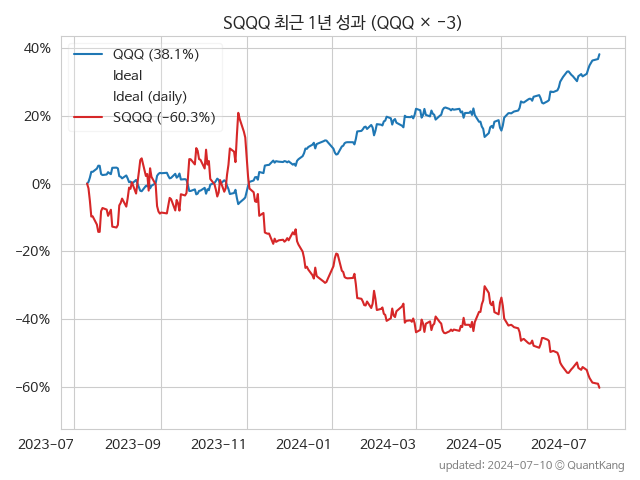 SQQQ 최근 1년 성과 (QQQ × −3)
40%
20%
0%
−20%
−40%
−60%
QQQ (38.1%)
Ideal
Ideal (daily)
SQQQ (−60.3%)
2023-07
2023-09
2023-11
2024-01
2024-03
2024-05
2024-07
updated: 2024-07-10 © QuantKang